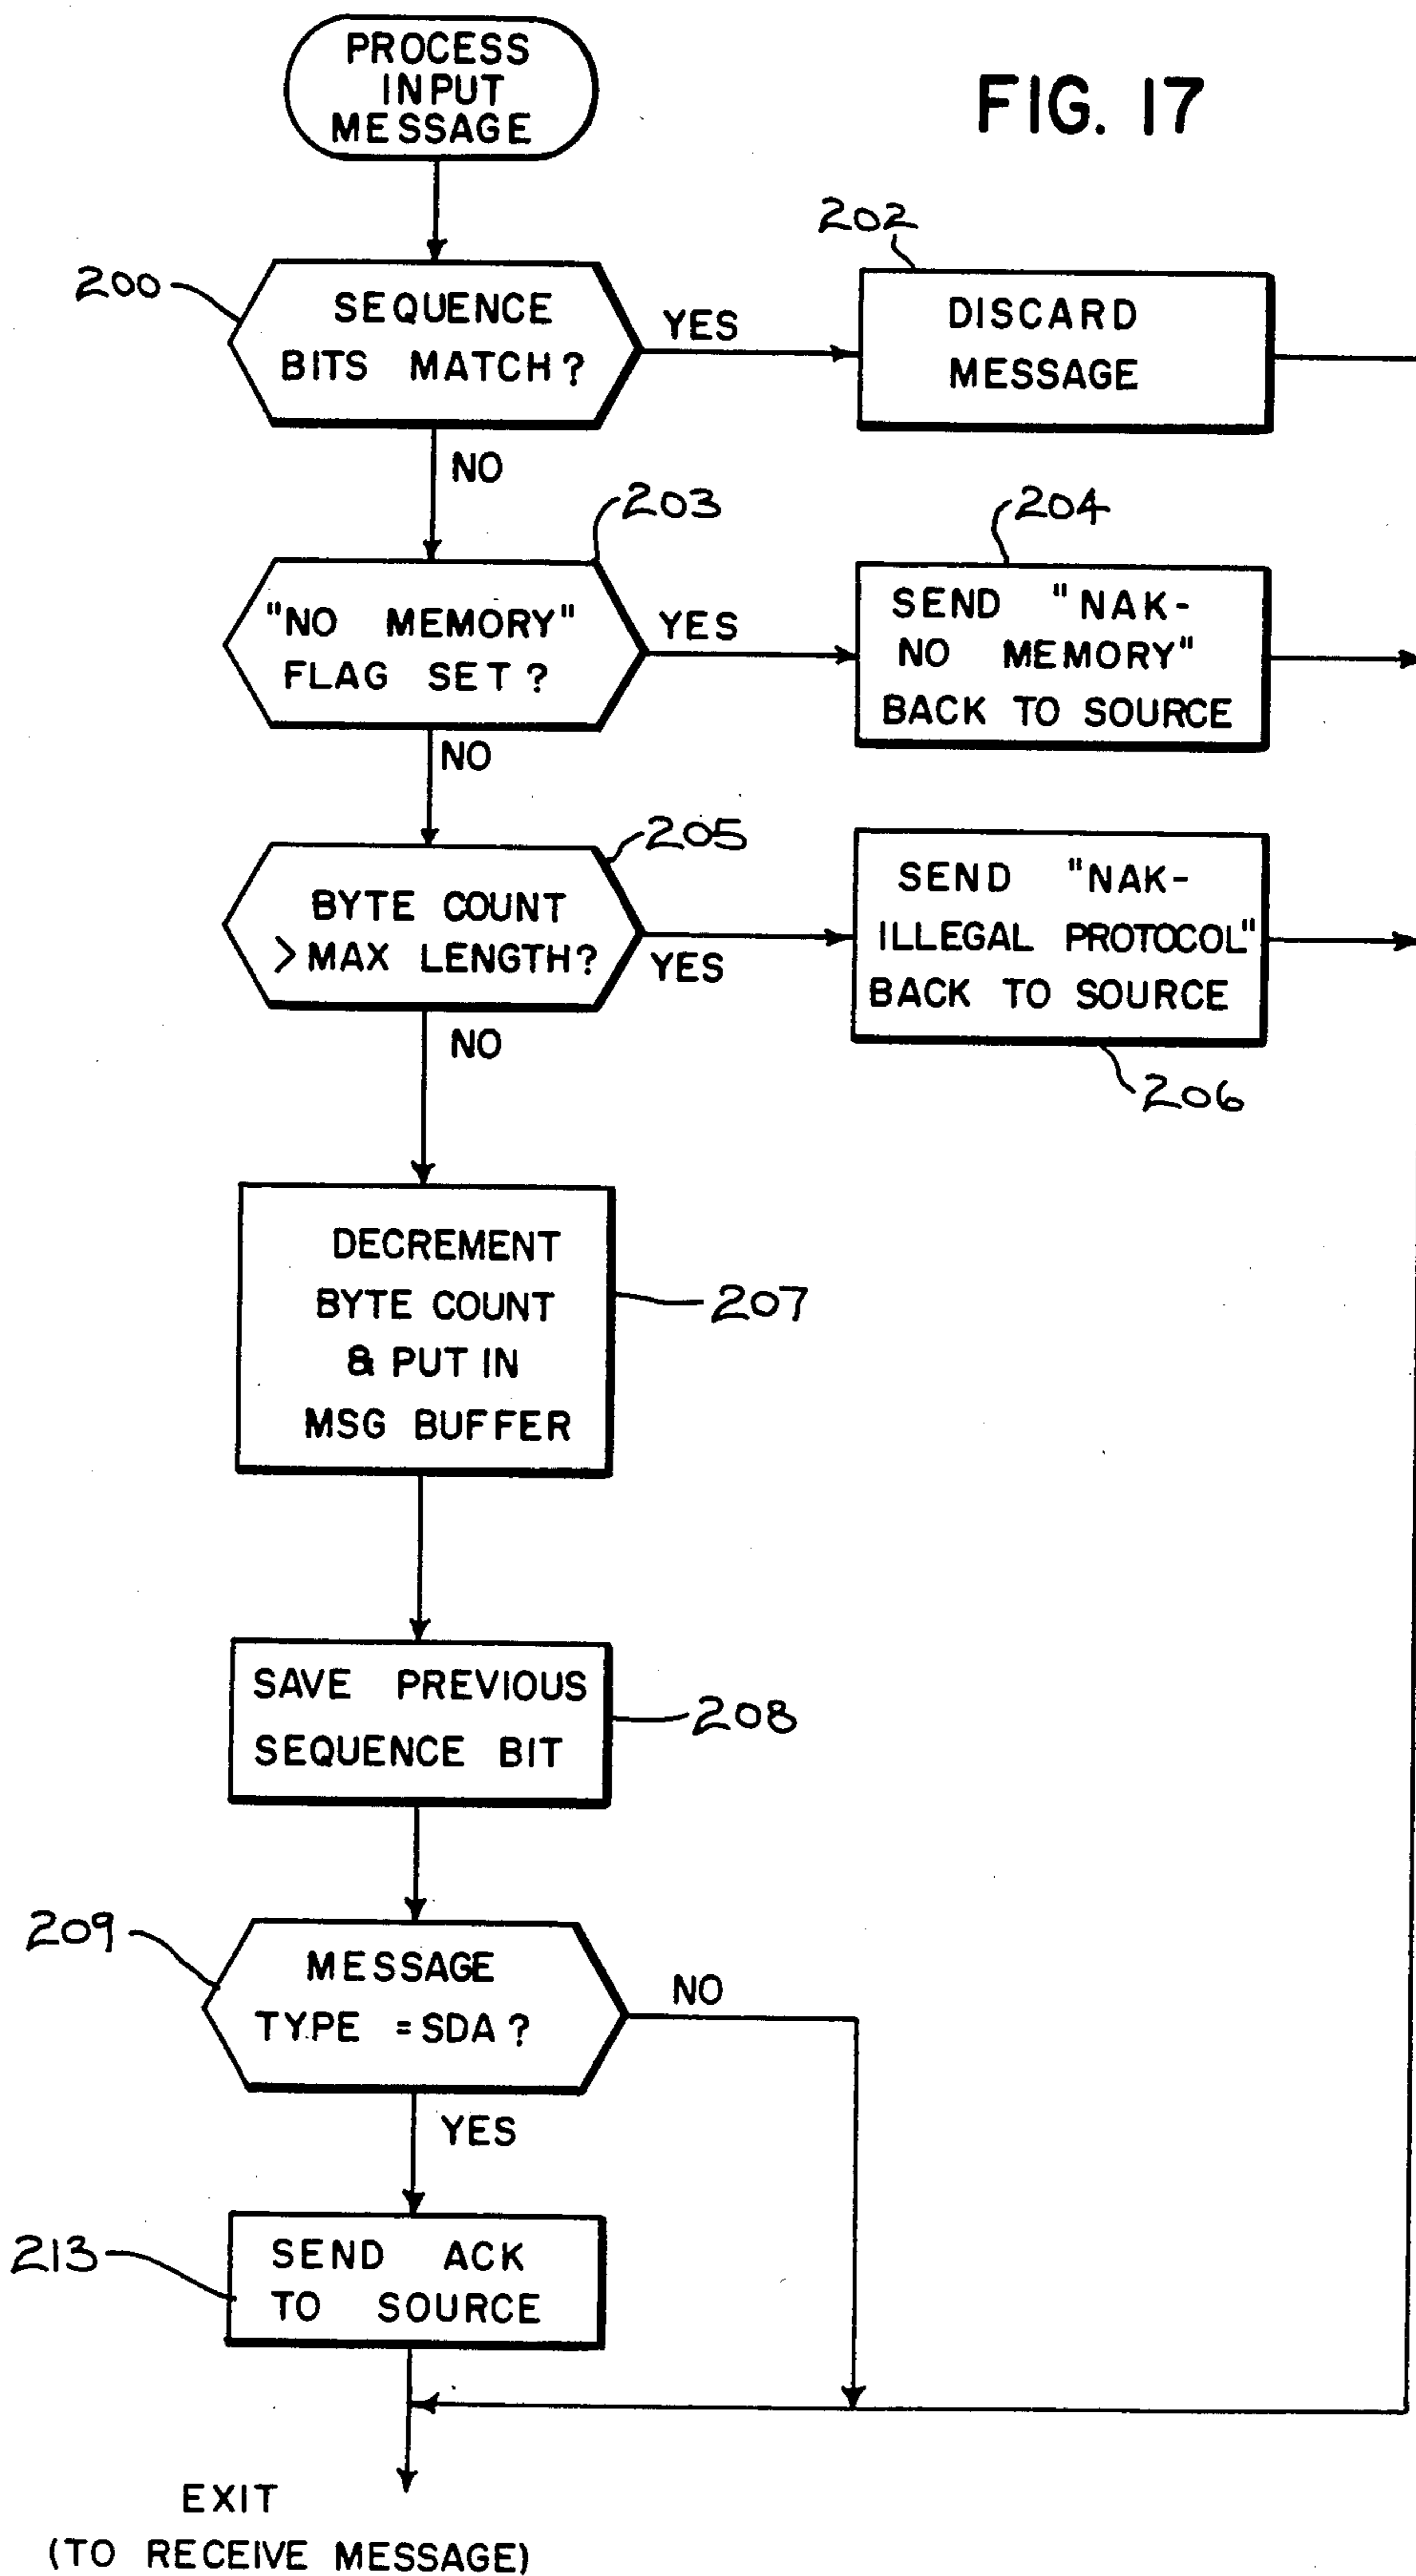 PROCESS
INPUT
MESSAGE
FIG. 17
202
200
SEQUENCE
BITS MATCH?
YES
DISCARD
MESSAGE
NO
203
204
"NO MEMORY"
FLAG SET?
YES
SEND "NAK-
NO MEMORY"
BACK TO SOURCE
NO
205
BYTE COUNT
>MAX LENGTH?
YES
SEND "NAK-
ILLEGAL PROTOCOL"
BACK TO SOURCE
NO
206
DECREMENT
BYTE COUNT
& PUT IN
MSG BUFFER
207
SAVE PREVIOUS
SEQUENCE BIT
208
209
MESSAGE
TYPE = SDA?
NO
YES
213
SEND ACK
TO SOURCE
EXIT
(TO RECEIVE MESSAGE)